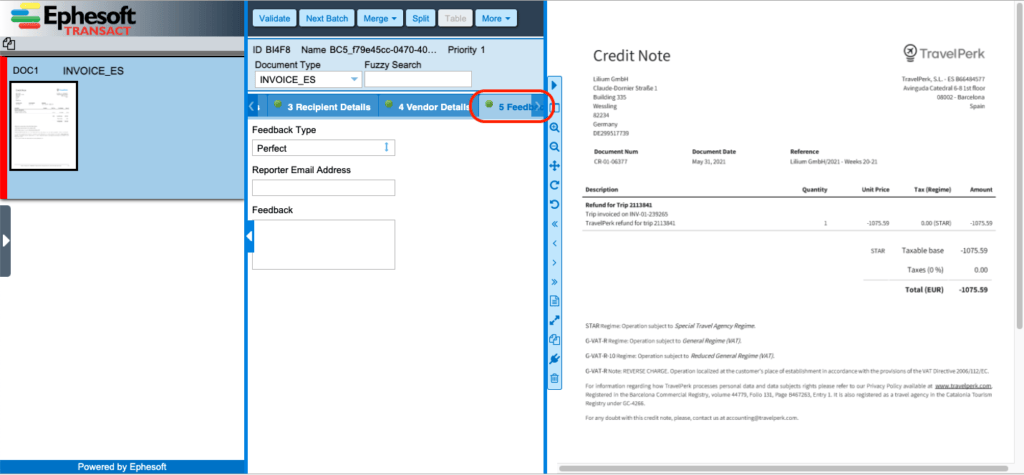 Ephesoft
TRANSACT
DOC1 INVOICE_ES
Powered by Ephesoft
Validate Next Batch Merge Split Table More
ID BI4F8 Name BC5_f79e45cc-0470-40... Priority 1
Document Type Fuzzy Search
INVOICE_ES
s 3 Recipient Details 4 Vendor Details 5 Feedb
Feedback Type
Perfect
Reporter Email Address
Feedback
Credit Note
TravelPerk
Lilium GmbH
Claude-Dornier Straße 1
Building 335
Wessling
82234
Germany
DE299517738
TravelPerk, S.L. - ES B66484577
Avinguda Catedral 6-8 1st floor
08002 - Barcelona
Spain
Document Num Document Date Reference
CR-01-06377 May 31, 2021 Lilium GmbH/2021 - Weeks 20-21
Description Quantity Unit Price Tax (Regime) Amount
Refund for Trip 2113841
Trip invoiced on INV-01-239265
TravelPerk refund for trip 2113841 1 -1075.59 0.00 (STAR) -1075.59
STAR Taxable base -1075.59
Taxes (0 %) 0.00
Total (EUR) -1075.59
STAR Regime: Operation subject to Special Travel Agency Regime.
G-VAT-R Regime: Operation subject to General Regime (VAT).
G-VAT-R-10 Regime: Operation subject to Reduced General Regime (VAT).
G-VAT-R Note: REVERSE CHARGE. Operation localized at the customer's place of establishment in accordance with the provisions of the VAT Directive 2006/112/EC.
For information regarding how TravelPerk processes personal data and data subjects rights please refer to our Privacy Policy available at www.travelperk.com.
Registered in the Barcelona Commercial Registry, volume 44779, Folio 131, Page B467263, Entry 1. It is also registered as a travel agency in the Catalonia Tourism
Registry under GC-4266.
For any doubt with this credit note, please, contact us at accounting@travelperk.com.